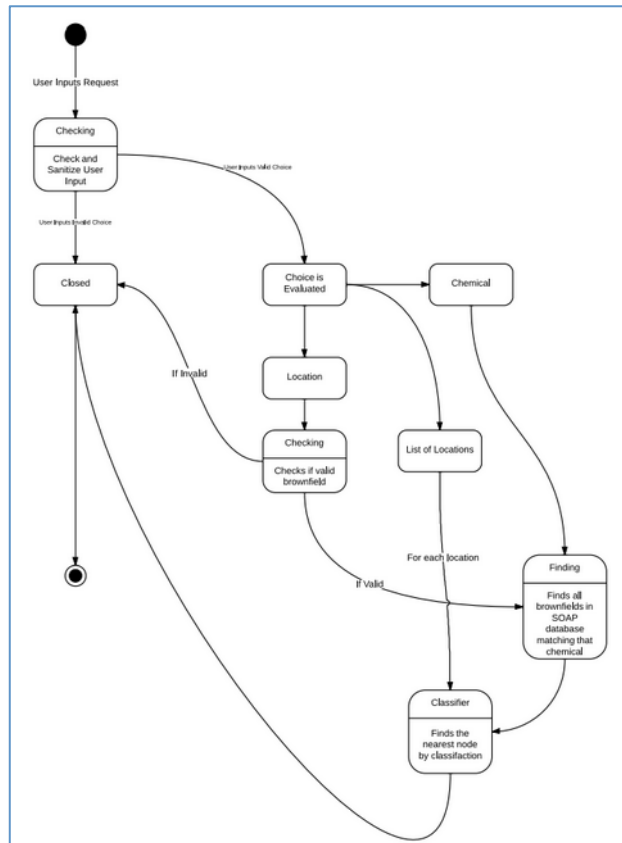 User Inputs Request
Checking
Check and
Sanitize User
Input
User Inputs Valid Choice
User Inputs Invalid Choice
Closed
Choice is
Evaluated
Chemical
If Invalid
Location
Checking
Checks if valid
brownfield
List of Locations
For each location
If Valid
Finding
Finds all
brownfields in
SOAP
database
matching that
chemical
Classifier
Finds the
nearest node
by classifaction